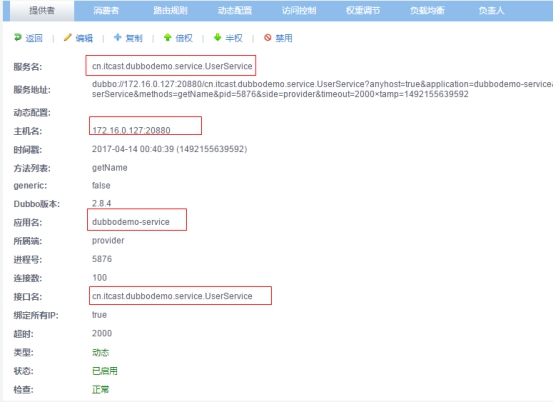 提供者 消费者 路由规则 动态配置 访问控制 权重调节 负载均衡 负责人
返回 | 编辑 | 复制 | 倍权 | 半权 | 禁用
服务名: cn.itcast.dubbodemo.service.UserService
服务地址: dubbo://172.16.0.127:20880/cn.itcast.dubbodemo.service.UserService?anyhost=true&application=dubbodemo-service&
serService&methods=getName&pid=5876&side=provider&timeout=2000×tamp=1492155639592
动态配置:
主机名: 172.16.0.127:20880
时间戳: 2017-04-14 00:40:39 (1492155639592)
方法列表: getName
generic: false
Dubbo版本: 2.8.4
应用名: dubbodemo-service
所属端: provider
进程号: 5876
连接数: 100
接口名: cn.itcast.dubbodemo.service.UserService
绑定所有IP: true
超时: 2000
类型: 动态
状态: 已启用
检查: 正常